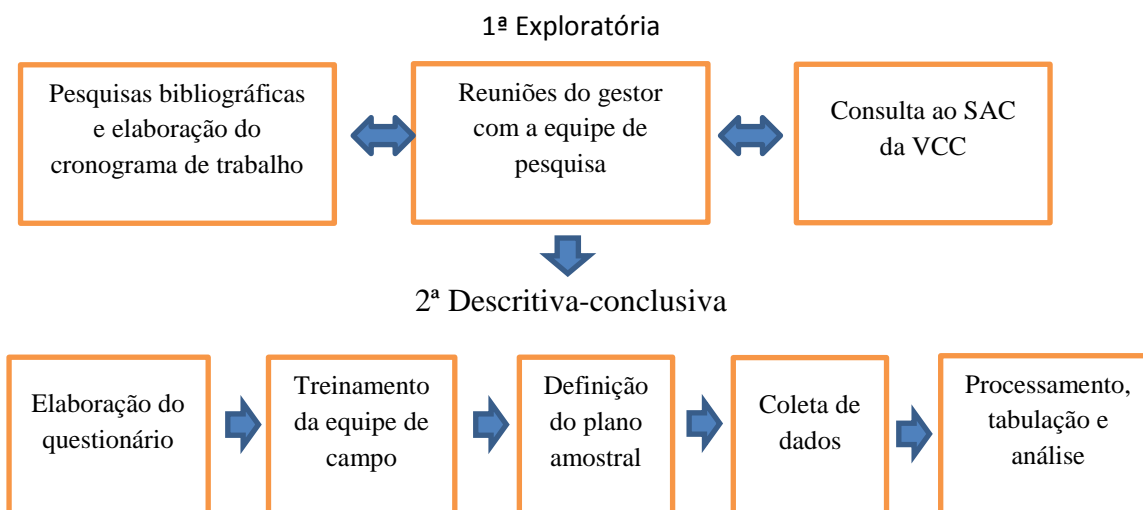 1ª Exploratória
Pesquisas bibliográficas
e elaboração do
cronograma de trabalho
Reuniões do gestor
com a equipe de
pesquisa
Consulta ao SAC
da VCC
2ª Descritiva-conclusiva
Elaboração do
questionário
Treinamento
da equipe de
campo
Definição
do plano
amostral
Coleta de
dados
Processamento,
tabulação e
análise